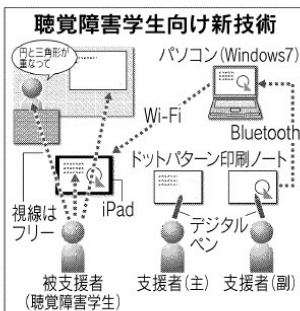 聴覚障害学生向け新技術
円と三角形が
重なって
パソコン(Windows7)
Wi-Fi
Bluetooth
ドットパターン印刷ノート
視線は
フリー
iPad
デジタル
ペン
被支援者
(聴覚障害学生)
支援者(主)
支援者(副)